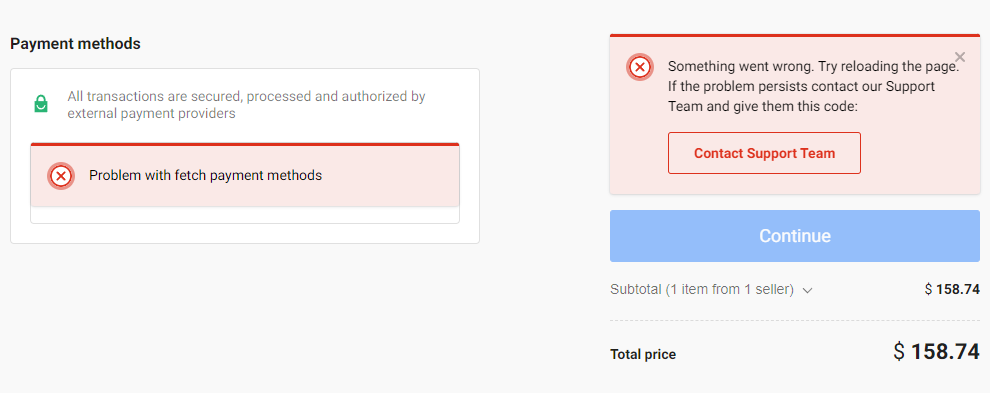 Payment methods
All transactions are secured, processed and authorized by
external payment providers
Problem with fetch payment methods
Something went wrong. Try reloading the page.
If the problem persists contact our Support
Team and give them this code:
Contact Support Team
Continue
Subtotal (1 item from 1 seller) $ 158.74
Total price $ 158.74